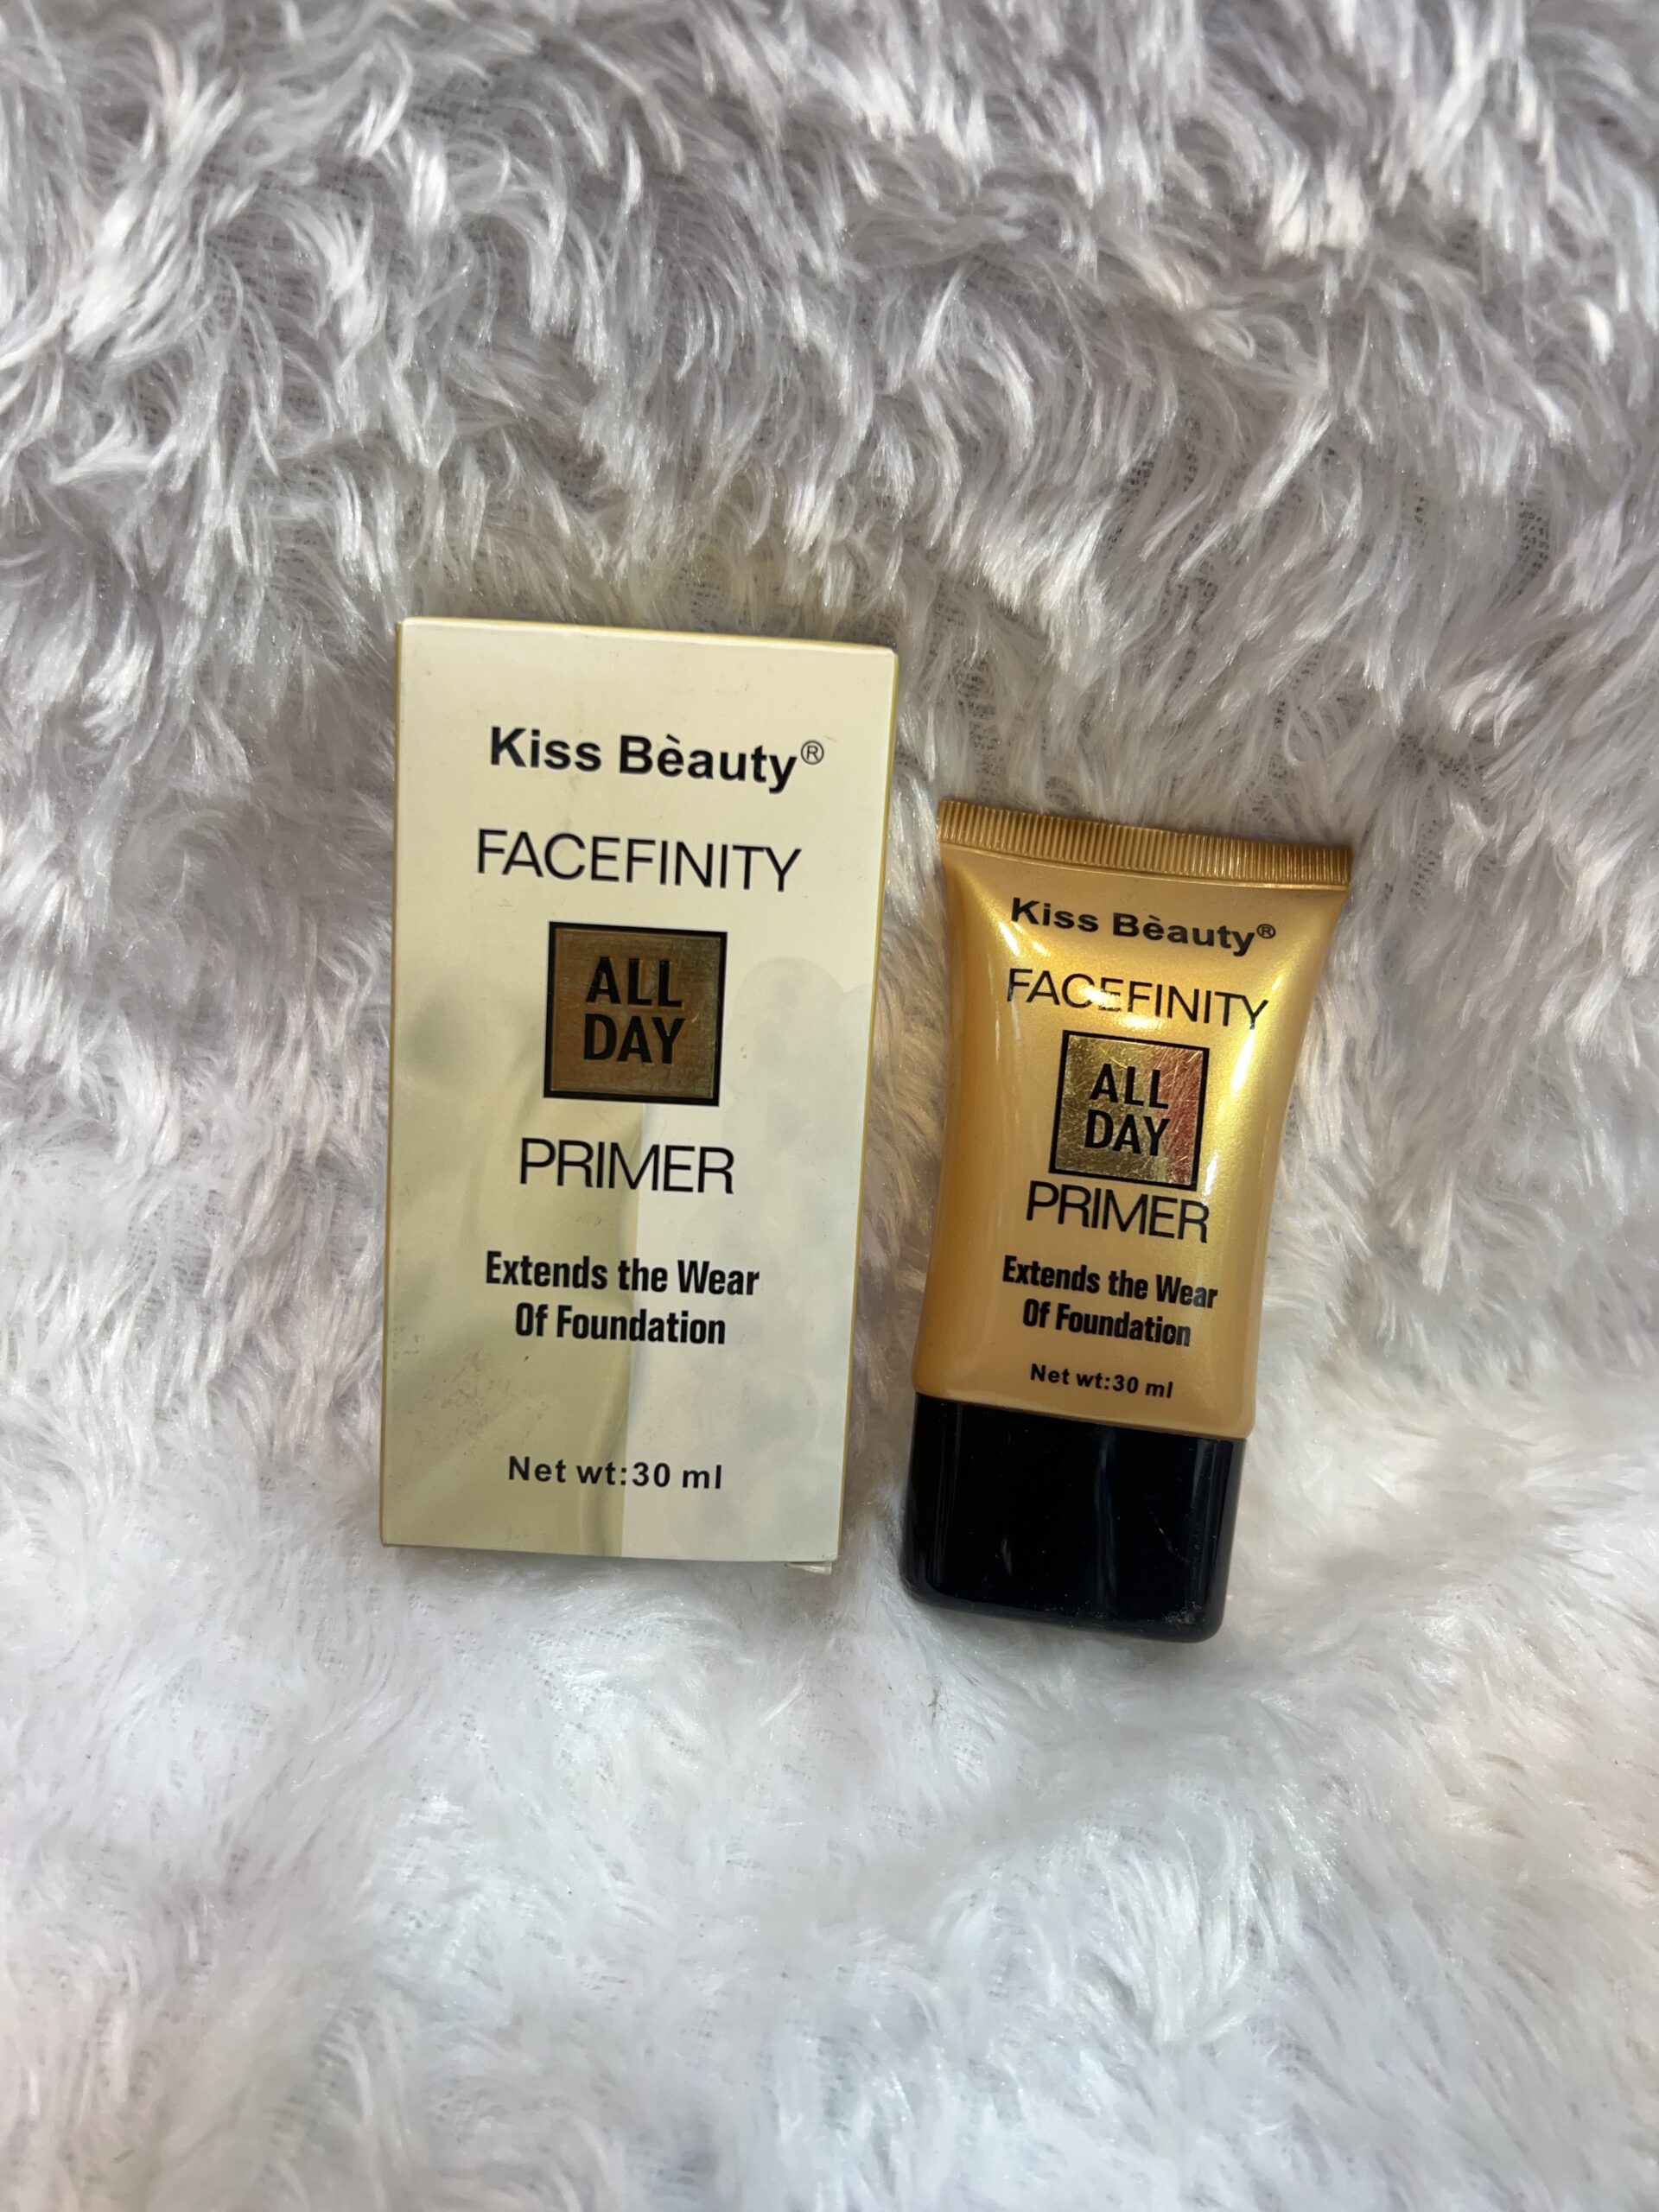 Kiss Bèauty®
FACEFINITY
ALL
DAY
PRIMER
Extends the Wear
Of Foundation
Net wt:30 ml
Kiss Bèauty®
FACEFINITY
ALL
DAY
PRIMER
Extends the Wear
Of Foundation
Net wt:30 ml